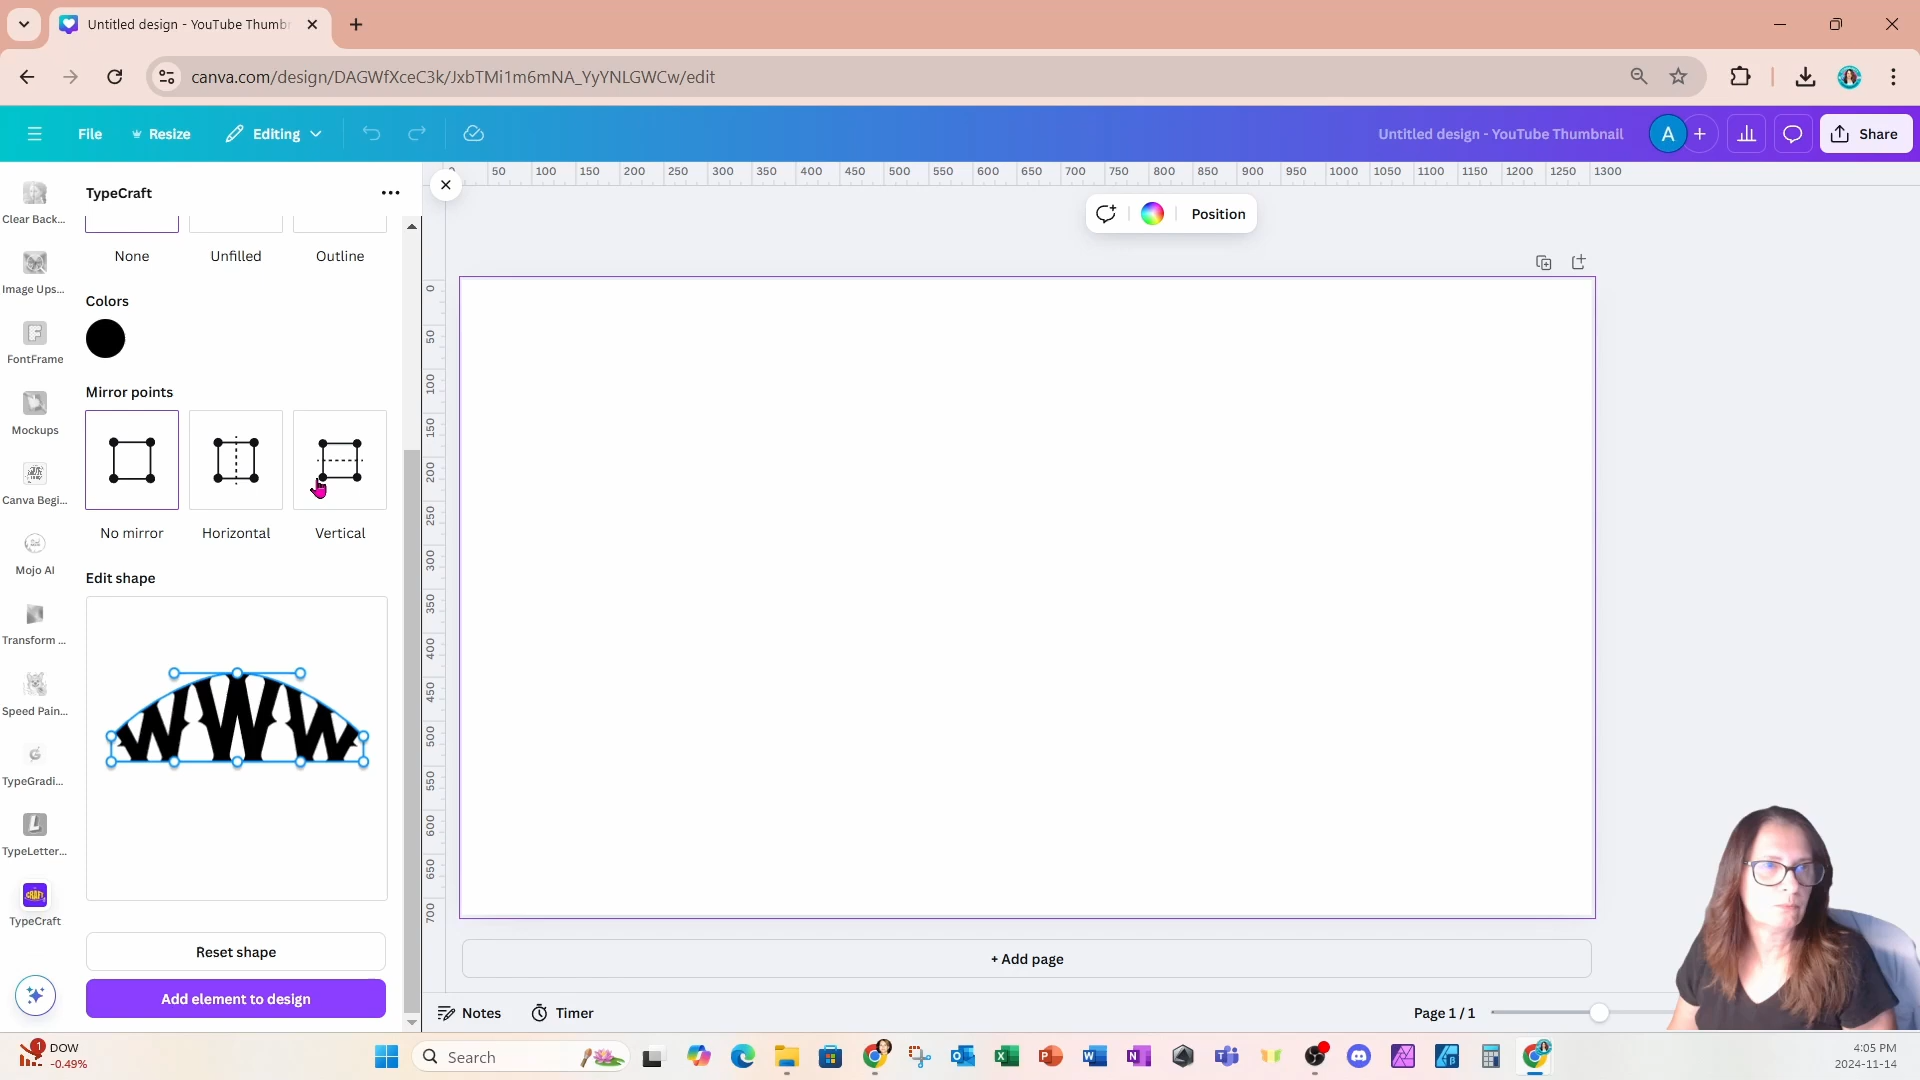 Untitled design - YouTube Thumb
canva.com/design/DAGWfXceC3k/JxbTMi1m6mNA_YyYNLGWCw/edit
File
Resize
Editing
Untitled design - YouTube Thumbnail
A
Share
TypeCraft
0 50 100 150 200 250 300 350 400 450 500 550 600 650 700 750 800 850 900 950 1000 1050 1100 1150 1200 1250 1300
Position
Clear Back...
Image Ups...
FontFrame
Mockups
Canva Begi...
Mojo AI
Transform ...
Speed Pain...
TypeGradi...
TypeLetter...
CRAFT
TypeCraft
None Unfilled Outline
Colors
Mirror points
No mirror Horizontal Vertical
Edit shape
WWW
Reset shape
Add element to design
0
50
100
150
200
250
300
350
400
450
500
550
600
650
700
+ Add page
Notes
Timer
Page 1 / 1
1
DOW
-0.49%
Search
4:05 PM
2024-11-14